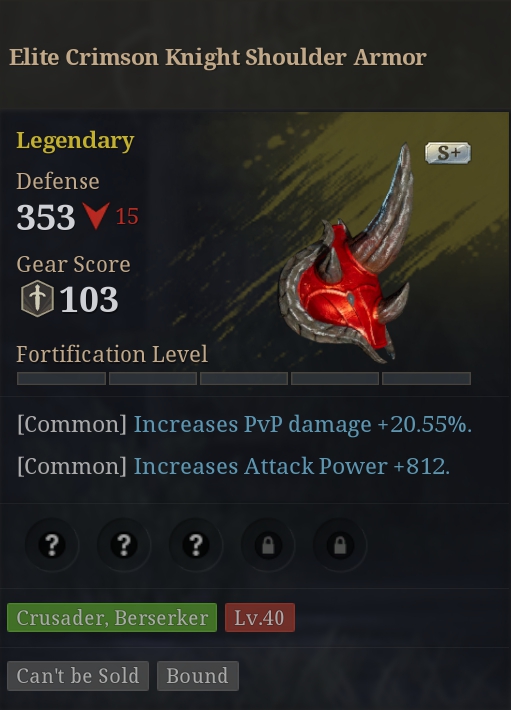 Elite Crimson Knight Shoulder Armor
Legendary
S+
Defense
353 15
Gear Score
103
Fortification Level
[Common] Increases PvP damage +20.55%.
[Common] Increases Attack Power +812.
? ? ?
Crusader, Berserker Lv.40
Can't be Sold Bound